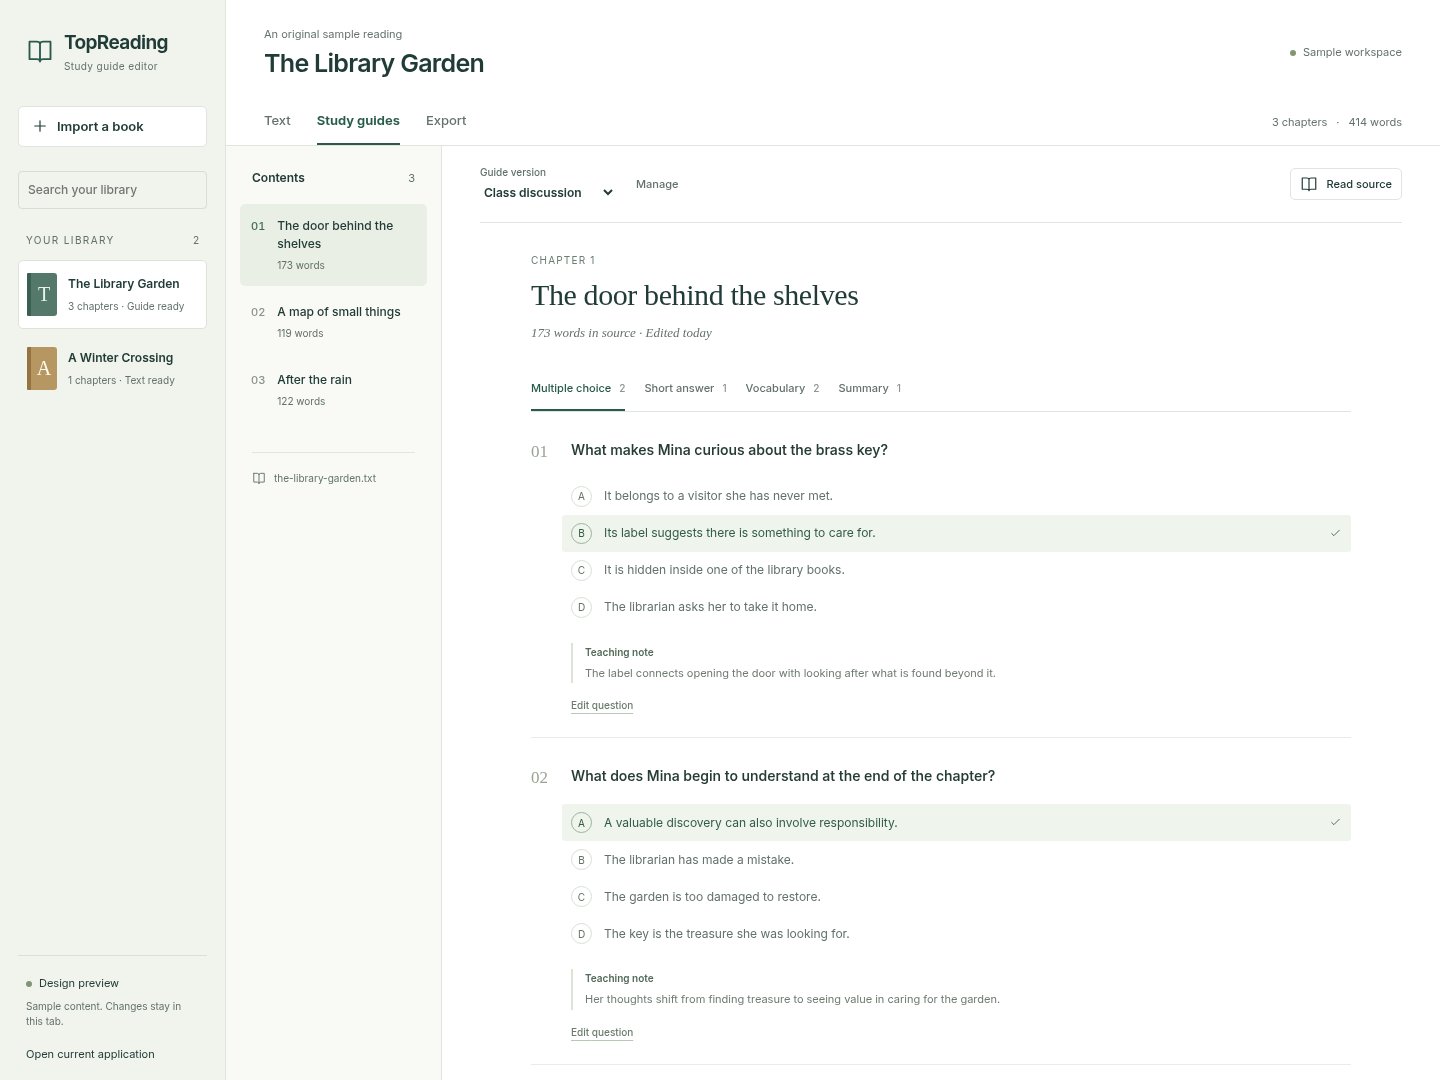 TopReading
Study guide editor
Import a book
Search your library
YOUR LIBRARY 2
T
The Library Garden
3 chapters · Guide ready
A
A Winter Crossing
1 chapters · Text ready
Design preview
Sample content. Changes stay in
this tab.
Open current application
An original sample reading
The Library Garden
Sample workspace
Text Study guides Export
3 chapters · 414 words
Contents 3
01 The door behind the
shelves
173 words
02 A map of small things
119 words
03 After the rain
122 words
the-library-garden.txt
Guide version
Class discussion
Manage
Read source
CHAPTER 1
The door behind the shelves
173 words in source · Edited today
Multiple choice 2 Short answer 1 Vocabulary 2 Summary 1
01 What makes Mina curious about the brass key?
A It belongs to a visitor she has never met.
B Its label suggests there is something to care for.
C It is hidden inside one of the library books.
D The librarian asks her to take it home.
Teaching note
The label connects opening the door with looking after what is found beyond it.
Edit question
02 What does Mina begin to understand at the end of the chapter?
A A valuable discovery can also involve responsibility.
B The librarian has made a mistake.
C The garden is too damaged to restore.
D The key is the treasure she was looking for.
Teaching note
Her thoughts shift from finding treasure to seeing value in caring for the garden.
Edit question